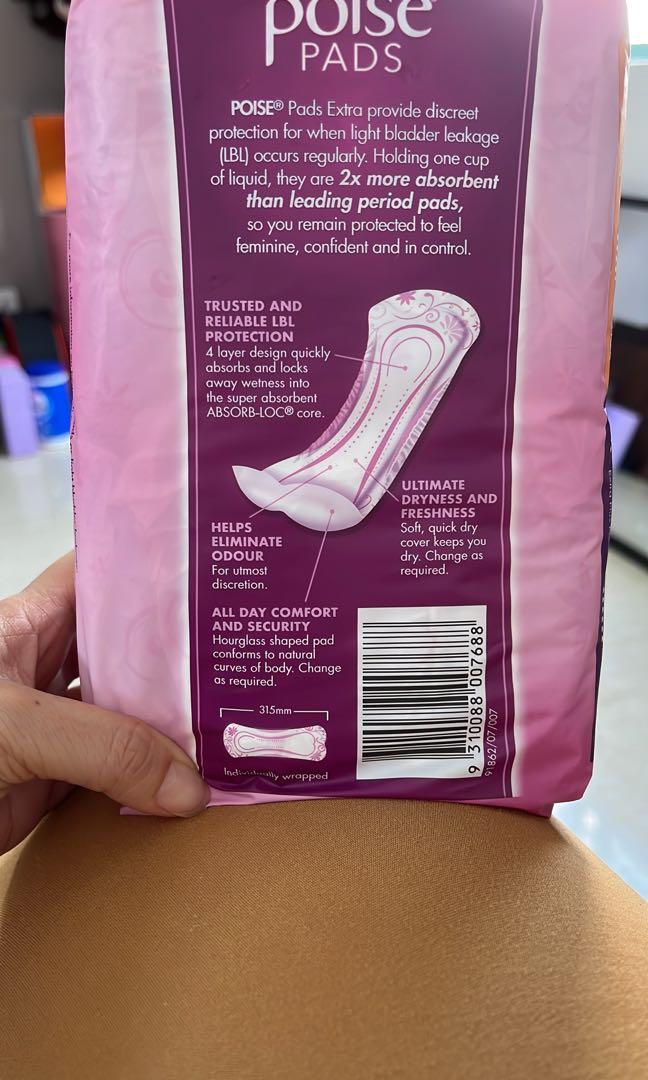 poise
PADS
POISE® Pads Extra provide discreet
protection for when light bladder leakage
(LBL) occurs regularly. Holding one cup
of liquid, they are 2x more absorbent
than leading period pads,
so you remain protected to feel
feminine, confident and in control.
TRUSTED AND
RELIABLE LBL
PROTECTION
4 layer design quickly
absorbs and locks
away wetness into
the super absorbent
ABSORB-LOC® core.
ULTIMATE
DRYNESS AND
FRESHNESS
Soft, quick dry
cover keeps you
dry. Change as
required.
HELPS
ELIMINATE
ODOUR
For utmost
discretion.
ALL DAY COMFORT
AND SECURITY
Hourglass shaped pad
conforms to natural
curves of body. Change
as required.
315mm
Individually wrapped
9 310088 007688
91862/07/007